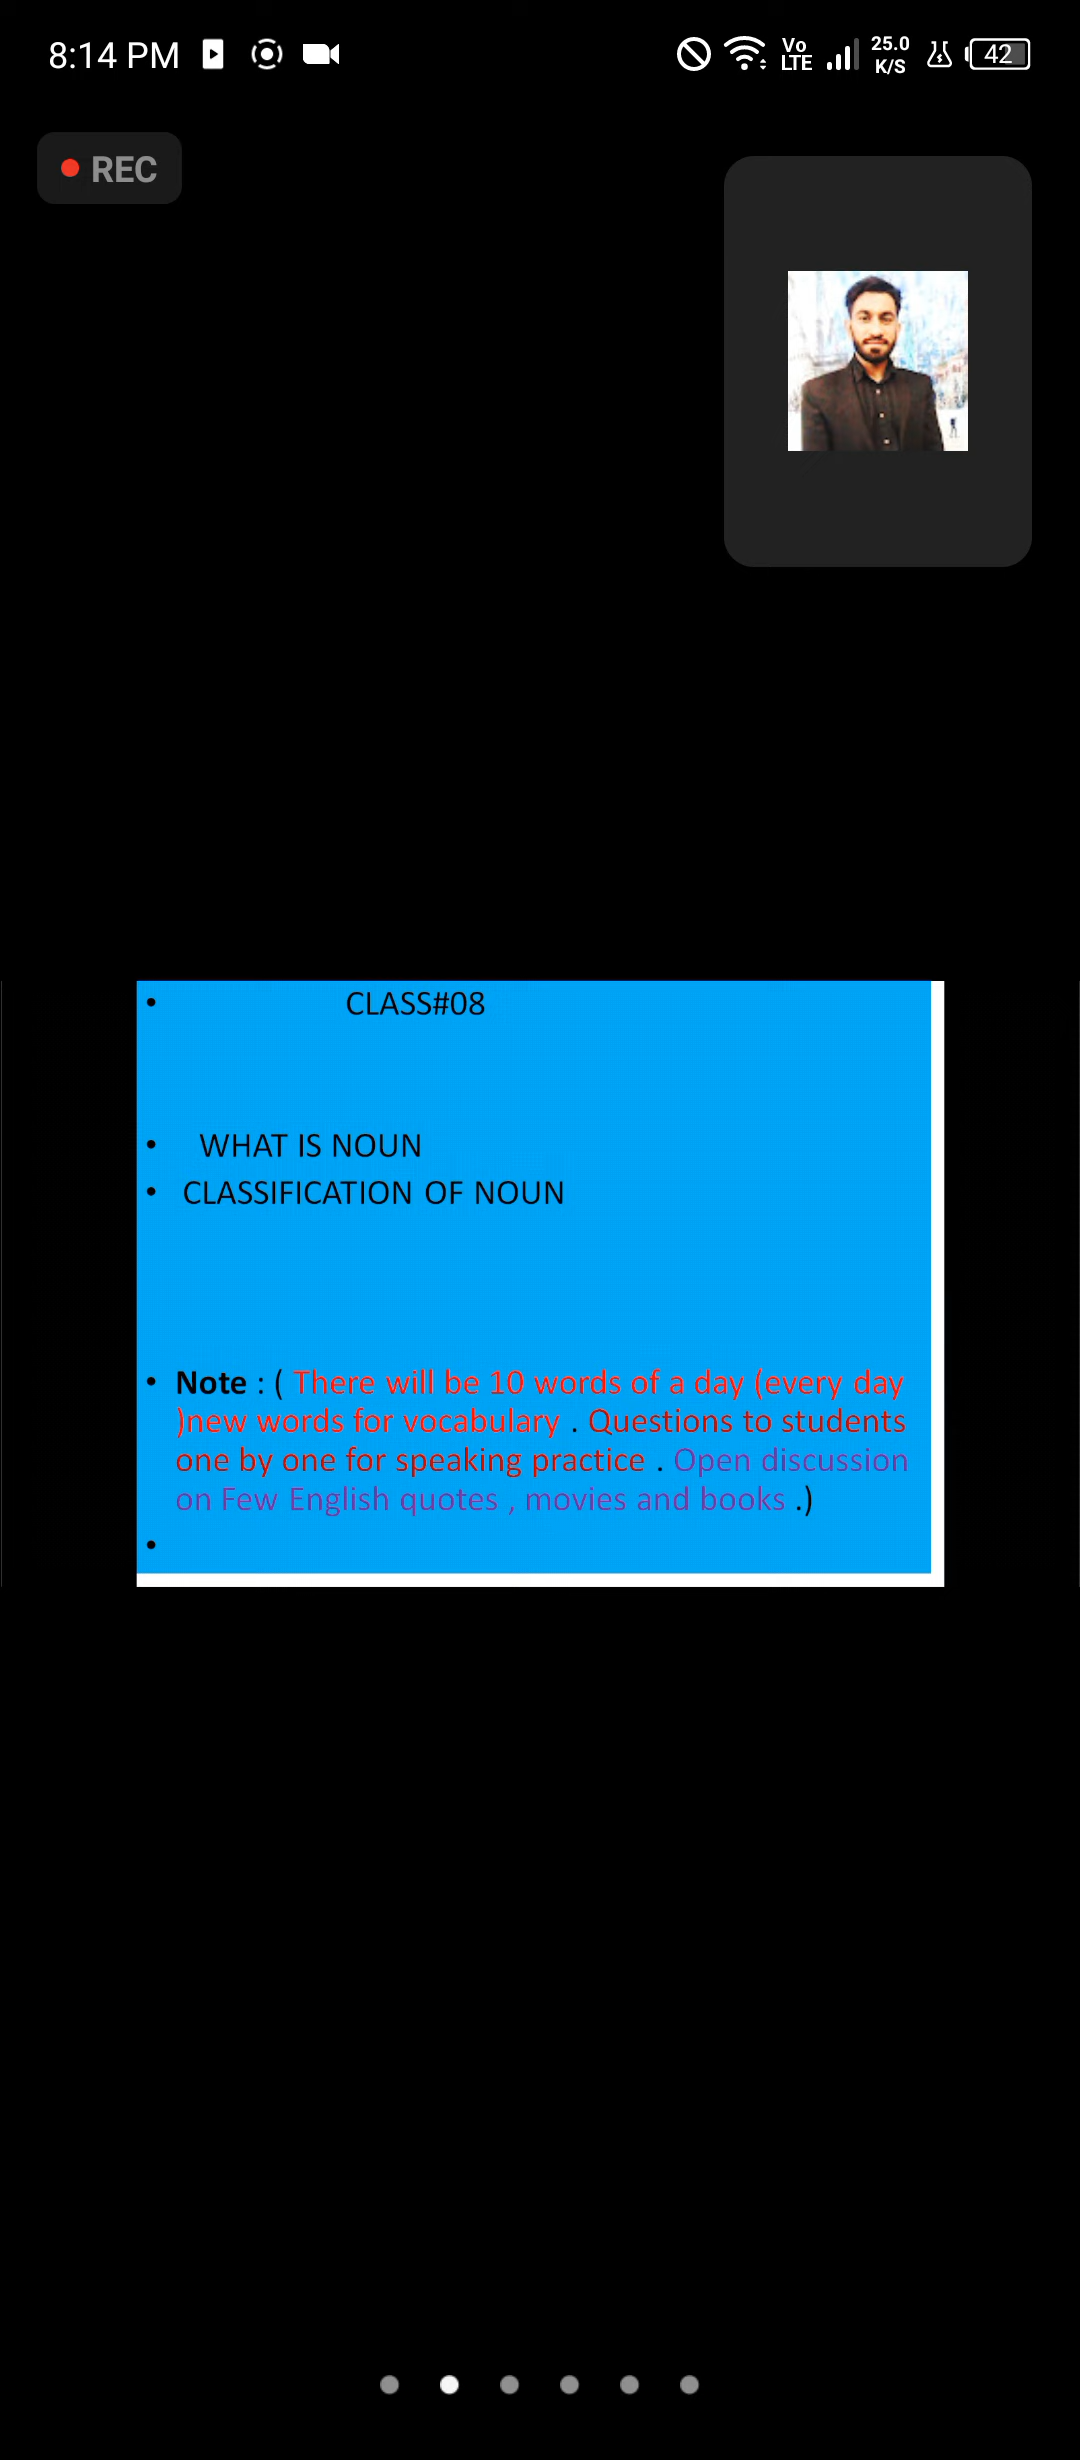 8:14 PM
Vo LTE
25.0 K/S
42
REC
• CLASS#08
• WHAT IS NOUN
• CLASSIFICATION OF NOUN
• Note : ( There will be 10 words of a day (every day
)new words for vocabulary . Questions to students
one by one for speaking practice . Open discussion
on Few English quotes , movies and books .)
•